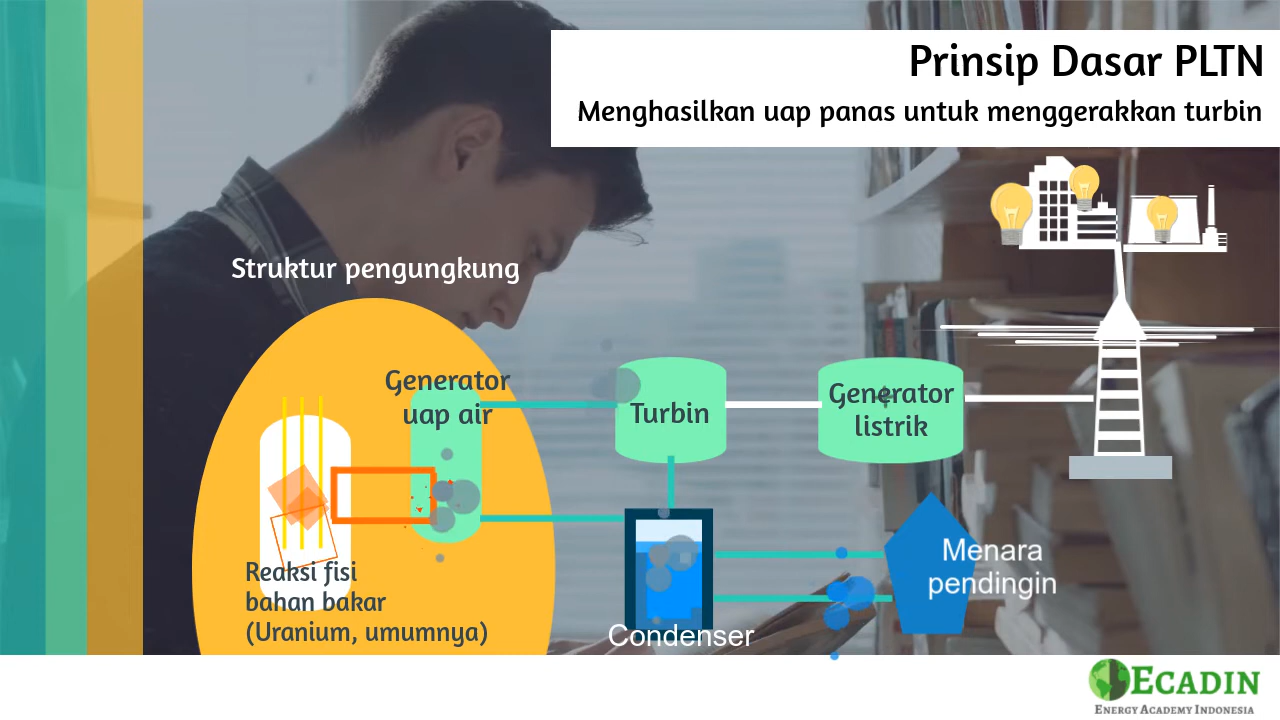 Prinsip Dasar PLTN
Menghasilkan uap panas untuk menggerakkan turbin
Struktur pengungkung
Generator
uap air
Turbin
Generator
listrik
Reaksi fisi
bahan bakar
(Uranium, umumnya)
Menara
pendingin
Condenser
ECADIN
ENERGY ACADEMY INDONESIA